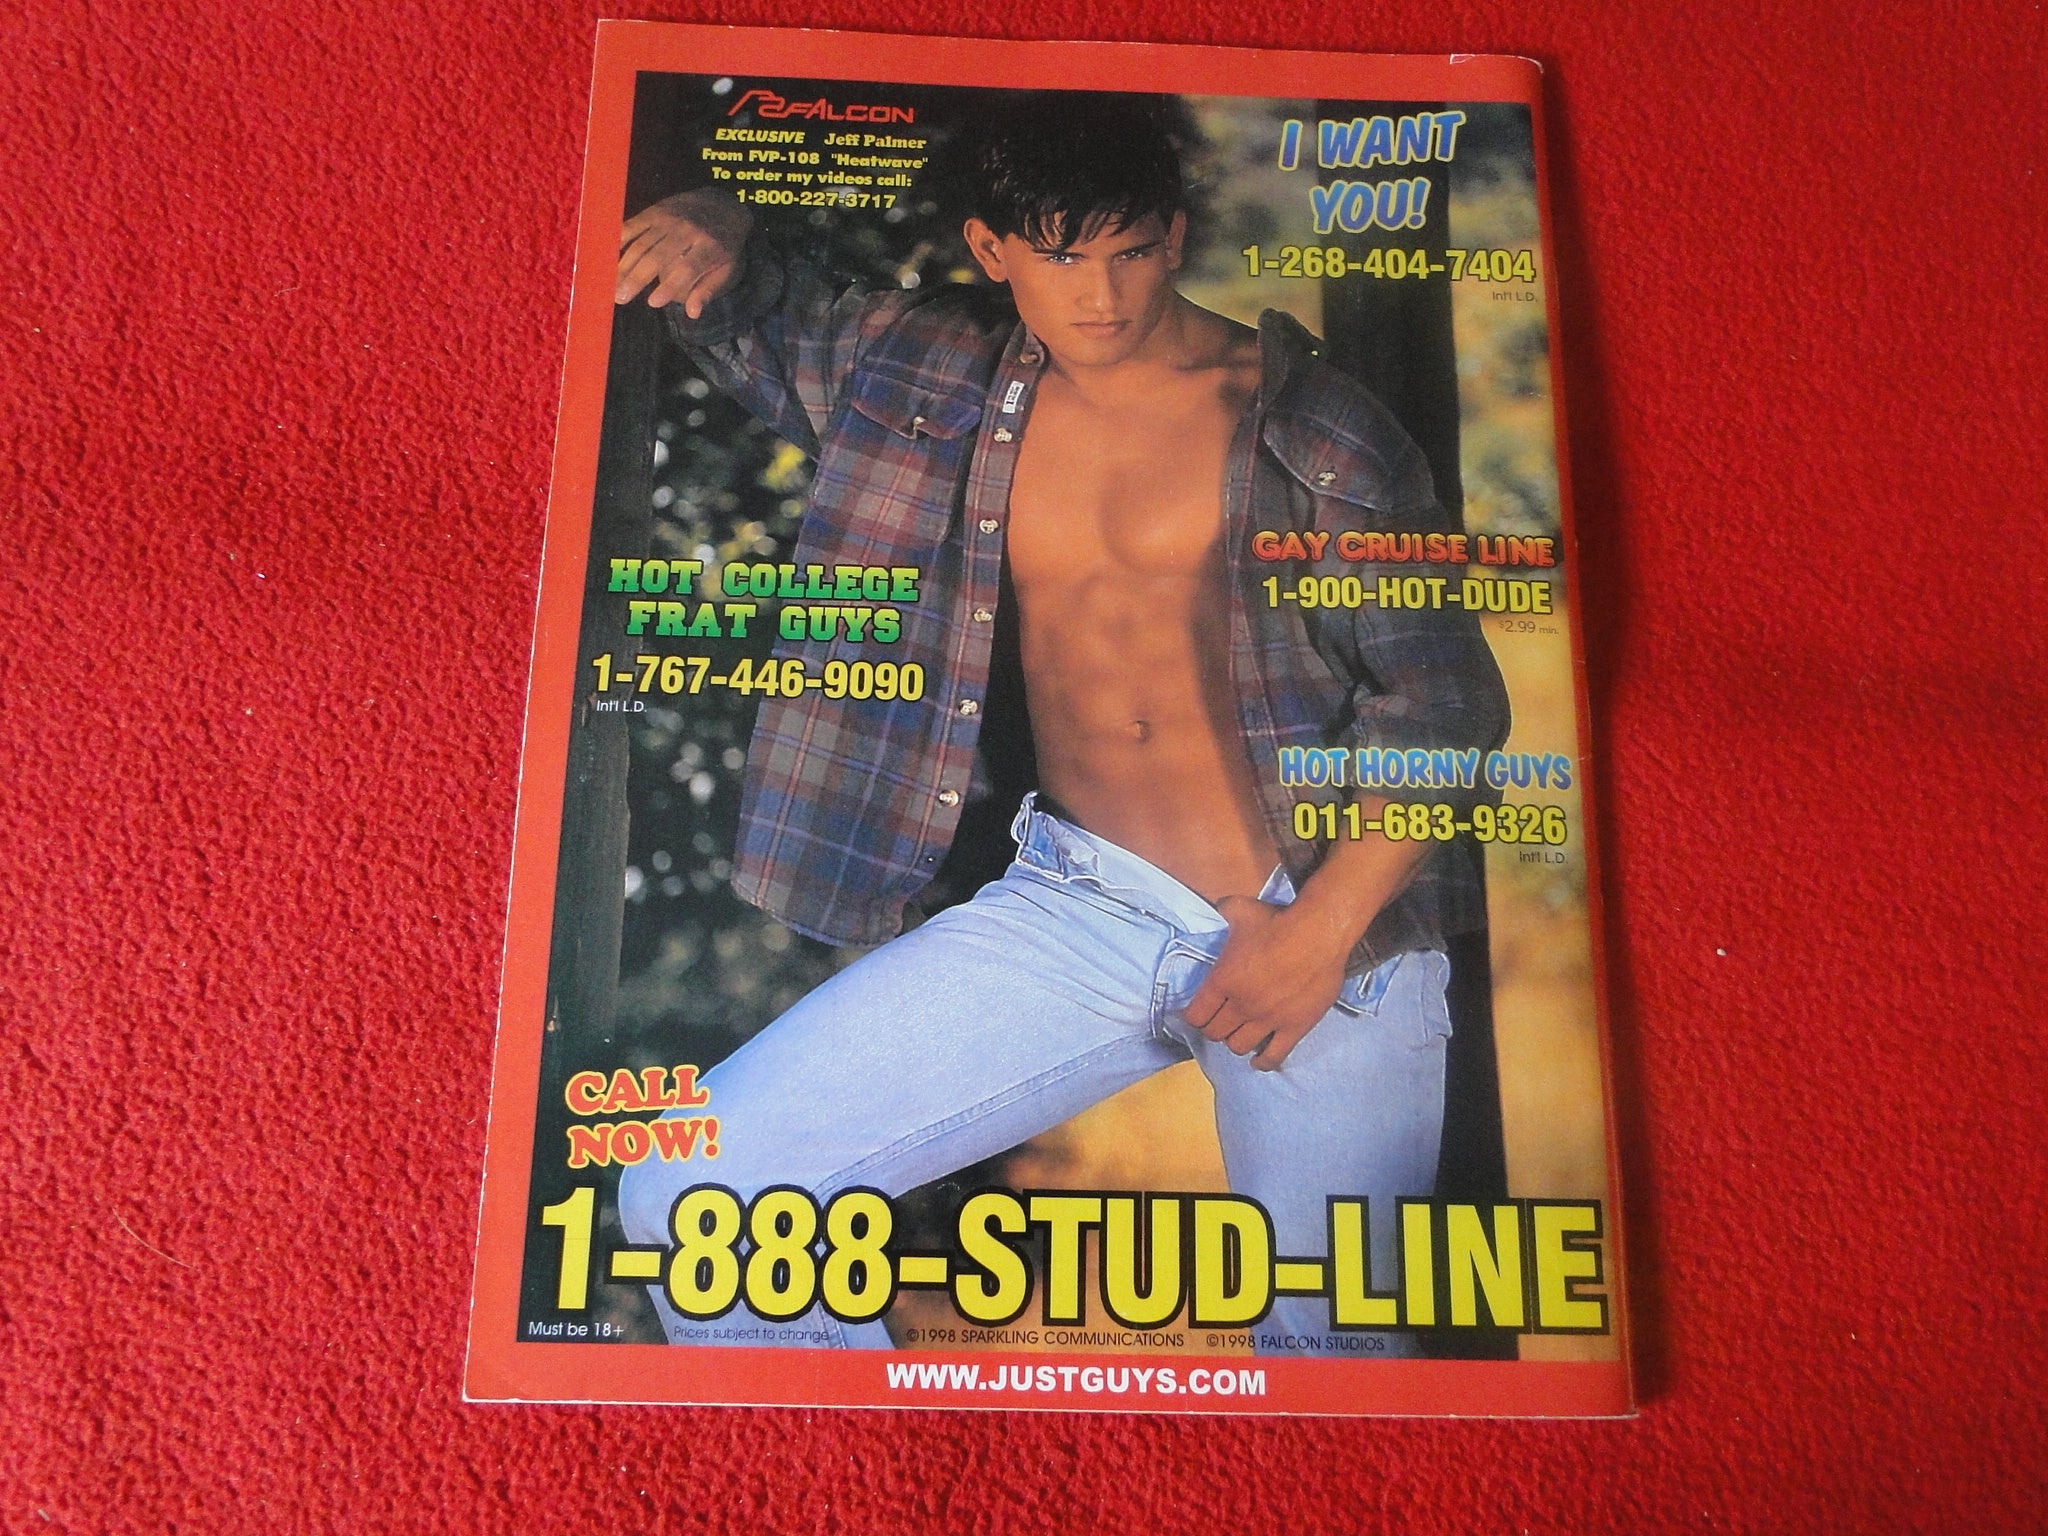 FALCON
EXCLUSIVE Jeff Palmer
From FVP-108 "Heatwave"
To order my videos call:
1-800-227-3717
I WANT
YOU!
1-268-404-7404
Int'l L.D.
HOT COLLEGE
FRAT GUYS
1-767-446-9090
Int'l L.D.
GAY CRUISE LINE
1-900-HOT-DUDE
$2.99 min.
HOT HORNY GUYS
011-683-9326
Int'l L.D.
CALL
NOW!
1-888-STUD-LINE
Must be 18+ Prices subject to change ©1998 SPARKLING COMMUNICATIONS ©1998 FALCON STUDIOS
WWW.JUSTGUYS.COM